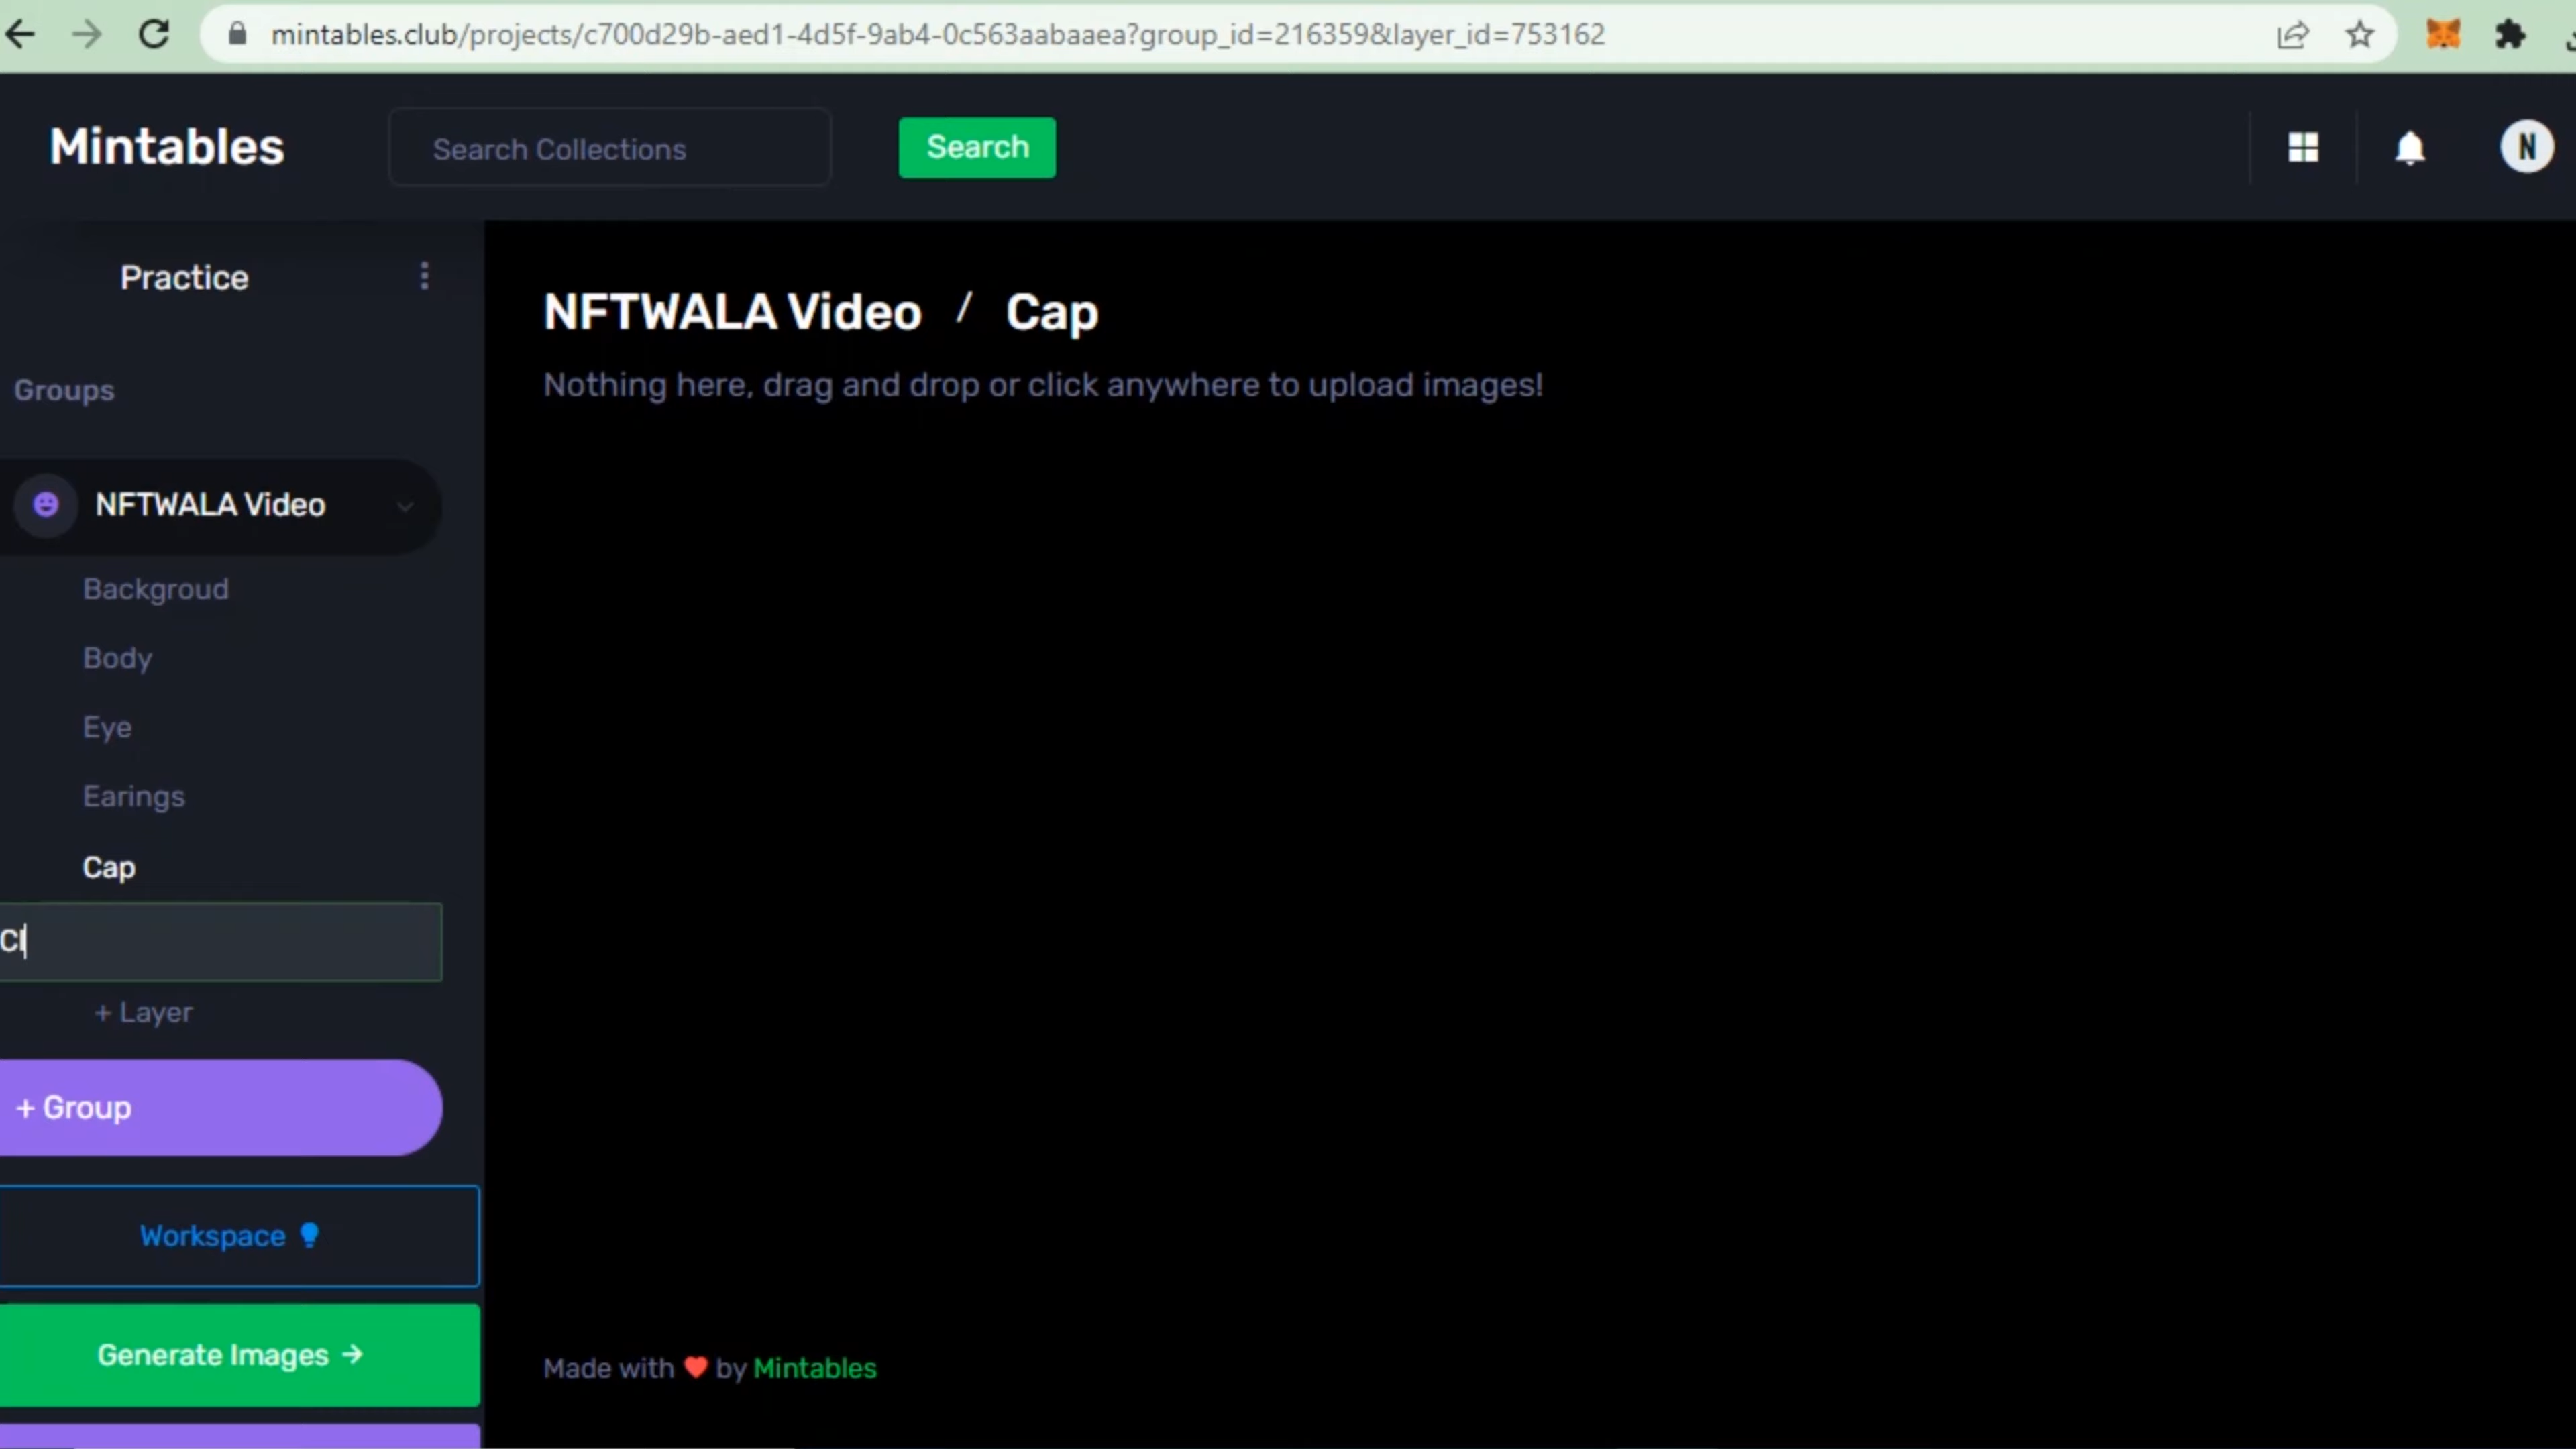 mintables.club/projects/c700d29b-aed1-4d5f-9ab4-0c563aabaaea?group_id=216359&layer_id=753162
Mintables
Search Collections
Search
N
Practice
NFTWALA Video / Cap
Nothing here, drag and drop or click anywhere to upload images!
Groups
NFTWALA Video
Backgroud
Body
Eye
Earings
Cap
Cl
+ Layer
+ Group
Workspace
Generate Images →
Made with ❤ by Mintables